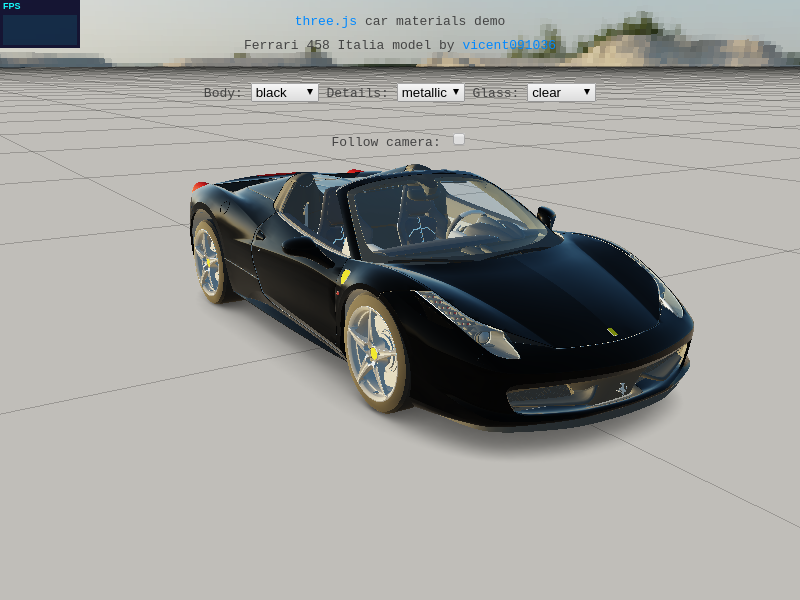 FPS
three.js car materials demo
Ferrari 458 Italia model by vicent091036
Body: black Details: metallic Glass: clear
Follow camera: